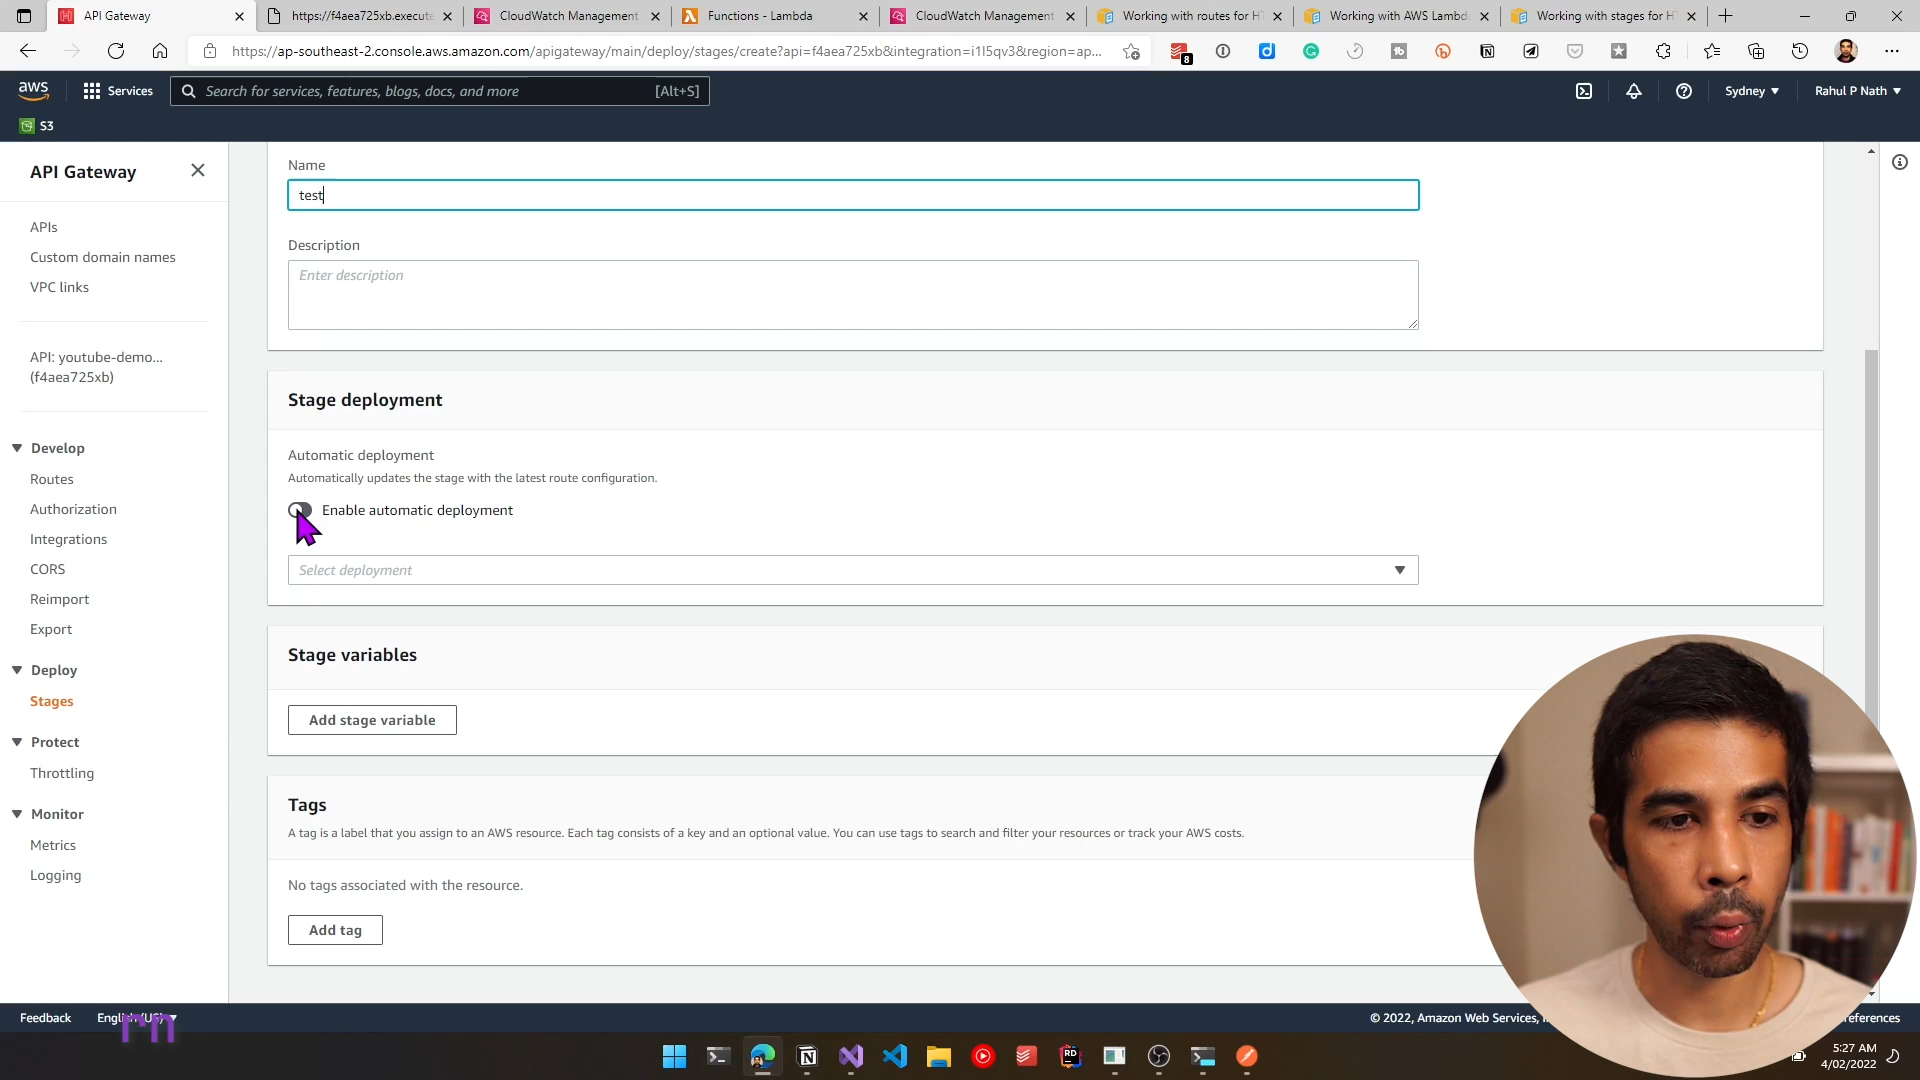 API Gateway
https://f4aea725xb.execute
CloudWatch Management
Functions - Lambda
CloudWatch Management
Working with routes for HT
Working with AWS Lambda
Working with stages for HT
https://ap-southeast-2.console.aws.amazon.com/apigateway/main/deploy/stages/create?api=f4aea725xb&integration=i1l5qv3&region=ap...
8
aws
Services
Search for services, features, blogs, docs, and more
[Alt+S]
Sydney
Rahul P Nath
S3
API Gateway
APIs
Custom domain names
VPC links
API: youtube-demo...
(f4aea725xb)
Develop
Routes
Authorization
Integrations
CORS
Reimport
Export
Deploy
Stages
Protect
Throttling
Monitor
Metrics
Logging
Name
test
Description
Enter description
Stage deployment
Automatic deployment
Automatically updates the stage with the latest route configuration.
Enable automatic deployment
Select deployment
Stage variables
Add stage variable
Tags
A tag is a label that you assign to an AWS resource. Each tag consists of a key and an optional value. You can use tags to search and filter your resources or track your AWS costs.
No tags associated with the resource.
Add tag
Feedback
English (US)
© 2022, Amazon Web Services,
eferences
rn
5:27 AM
4/02/2022